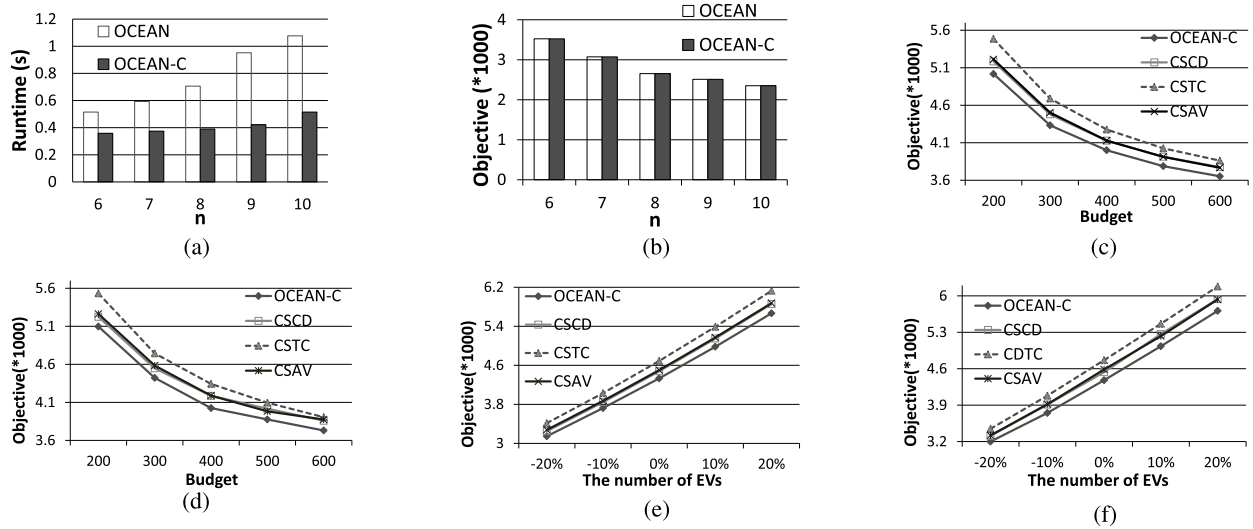 Runtime (s)
1.2
1
0.8
0.6
0.4
0.2
0
OCEAN
OCEAN-C
6 7 8 9 10
n
(a)
Objective (*1000)
4
3
2
1
0
OCEAN
OCEAN-C
6 7 8 9 10
n
(b)
Objective(*1000)
5.6
5.1
4.6
4.1
3.6
OCEAN-C
CSCD
CSTC
CSAV
200 300 400 500 600
Budget
(c)
Objective(*1000)
5.6
5.1
4.6
4.1
3.6
OCEAN-C
CSCD
CSTC
CSAV
200 300 400 500 600
Budget
(d)
Objective(*1000)
6.2
5.4
4.6
3.8
3
OCEAN-C
CSCD
CSTC
CSAV
-20% -10% 0% 10% 20%
The number of EVs
(e)
Objective(*1000)
6
5.3
4.6
3.9
3.2
OCEAN-C
CSCD
CDTC
CSAV
-20% -10% 0% 10% 20%
The number of EVs
(f)